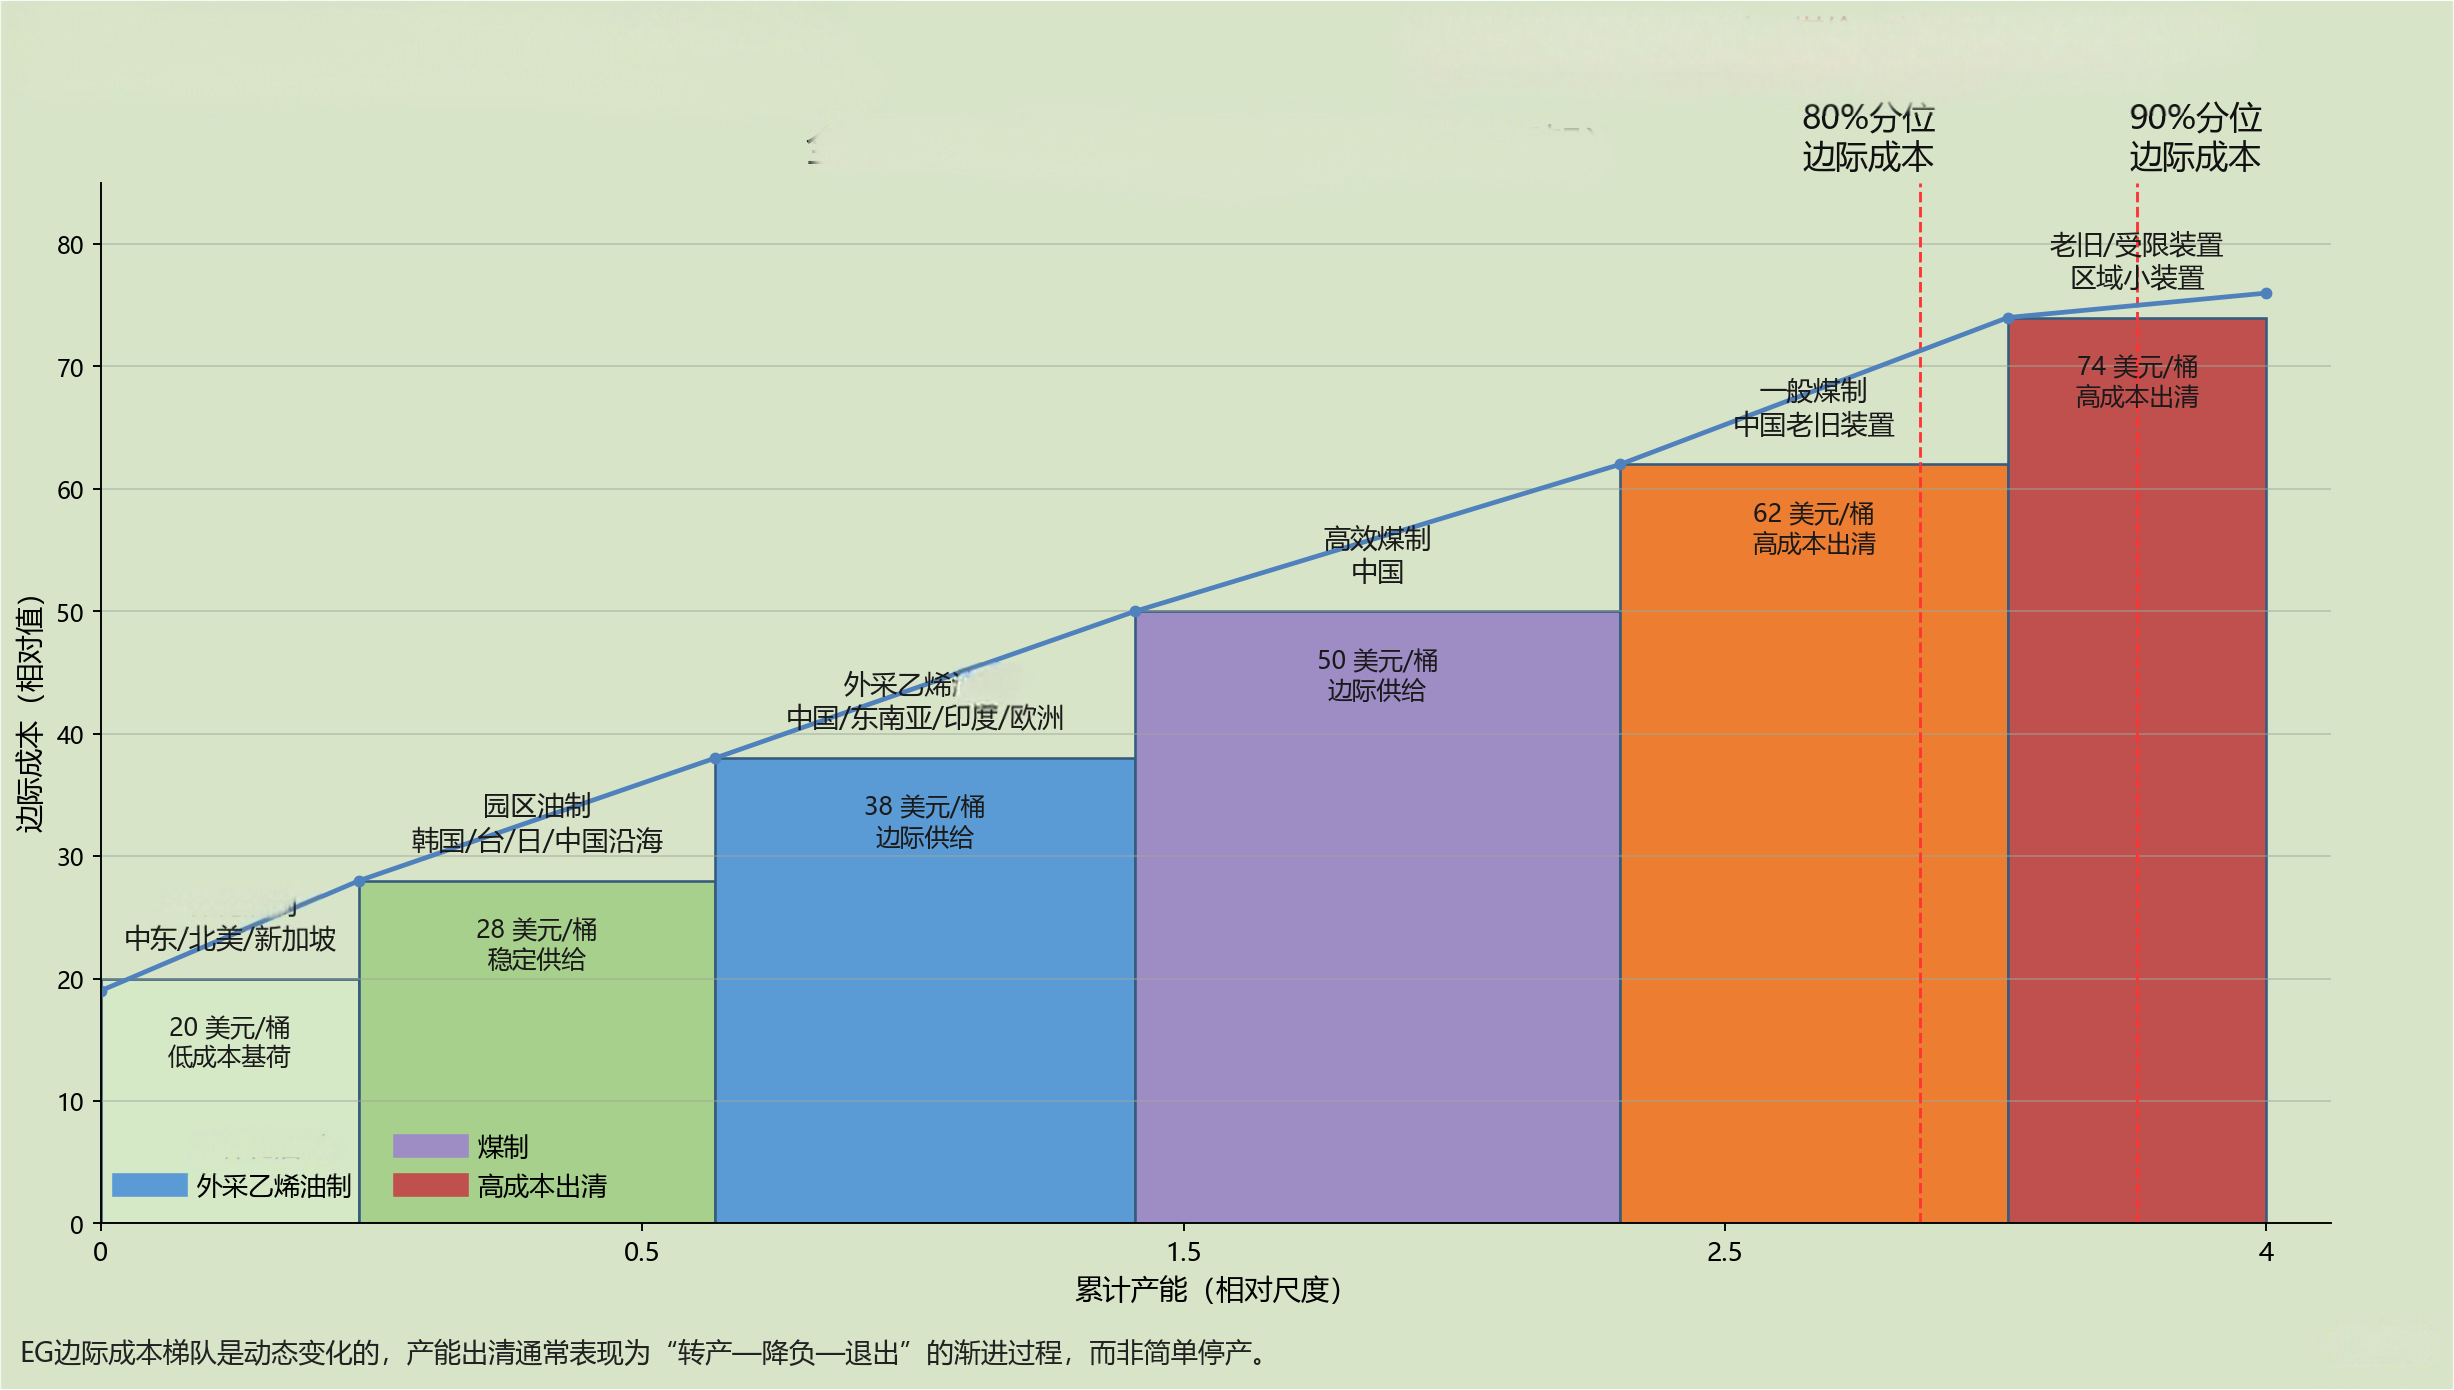 80%分位
边际成本
90%分位
边际成本
80
70
60
50
40
30
20
10
0
边际成本（相对值）
老旧/受限装置
区域小装置
74 美元/桶
高成本出清
一般煤制
中国老旧装置
62 美元/桶
高成本出清
高效煤制
中国
50 美元/桶
边际供给
外采乙烯
中国/东南亚/印度/欧洲
38 美元/桶
边际供给
园区油制
韩国/台/日/中国沿海
28 美元/桶
稳定供给
中东/北美/新加坡
20 美元/桶
低成本基荷
煤制
外采乙烯油制
高成本出清
0
0.5
1.5
2.5
4
累计产能（相对尺度）
EG边际成本梯队是动态变化的，产能出清通常表现为“转产—降负—退出”的渐进过程，而非简单停产。